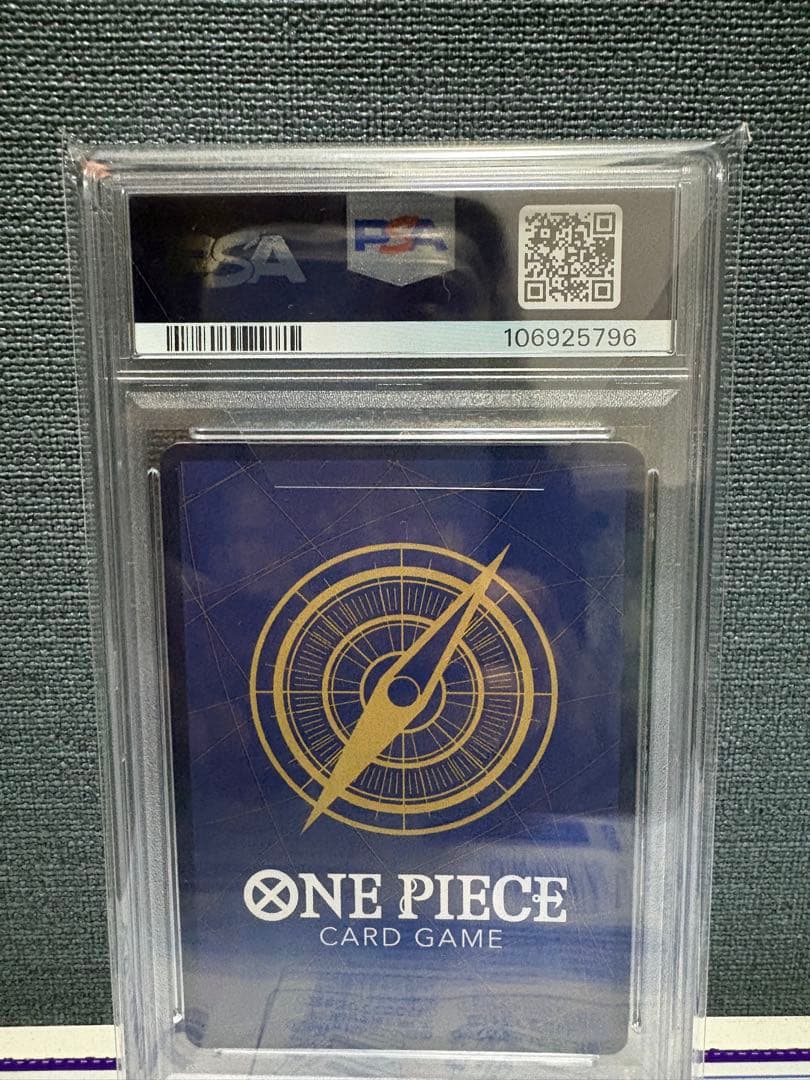 PSA
PSA
106925796
ONE PIECE
CARD GAME